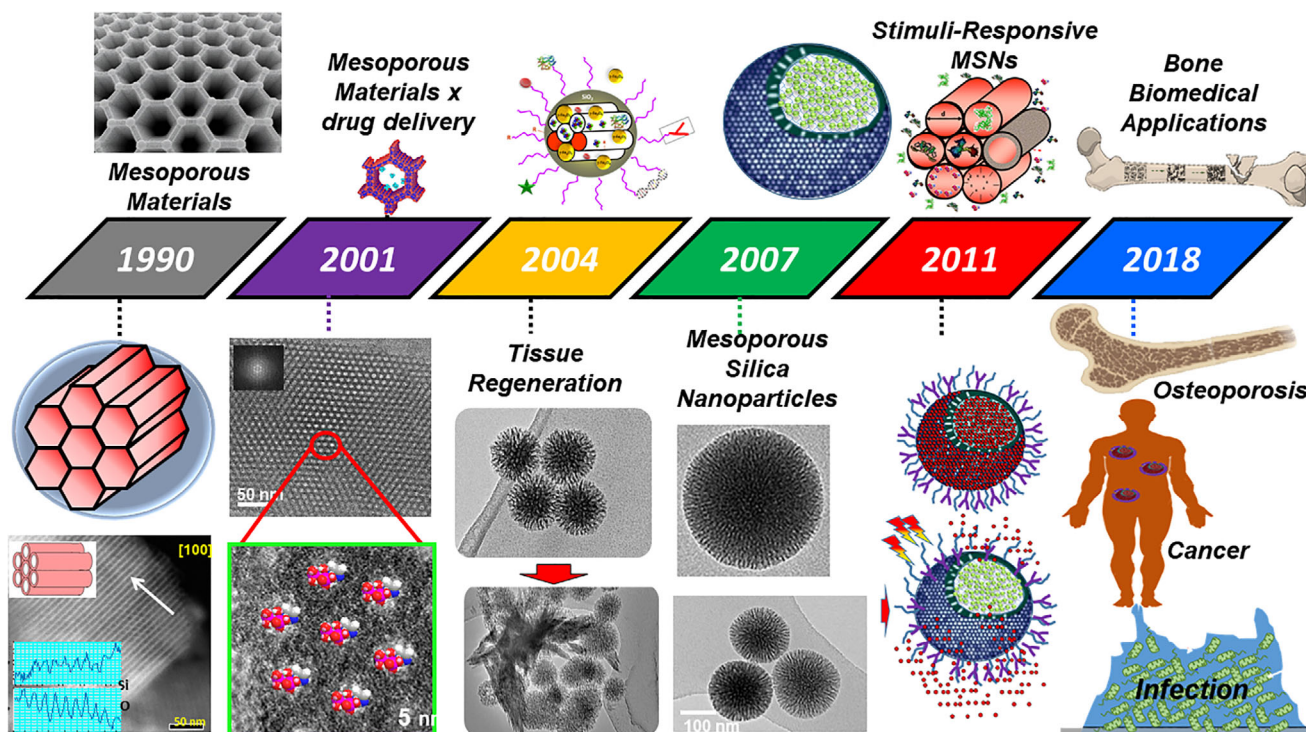 Mesoporous
Materials
Mesoporous
Materials x
drug delivery
SiO₂
Stimuli-Responsive
MSNs
d
Bone
Biomedical
Applications
1990
2001
2004
2007
2011
2018
[100]
Si
O
50 nm
50 nm
5 nm
Tissue
Regeneration
Mesoporous
Silica
Nanoparticles
100 nm
Osteoporosis
Cancer
Infection